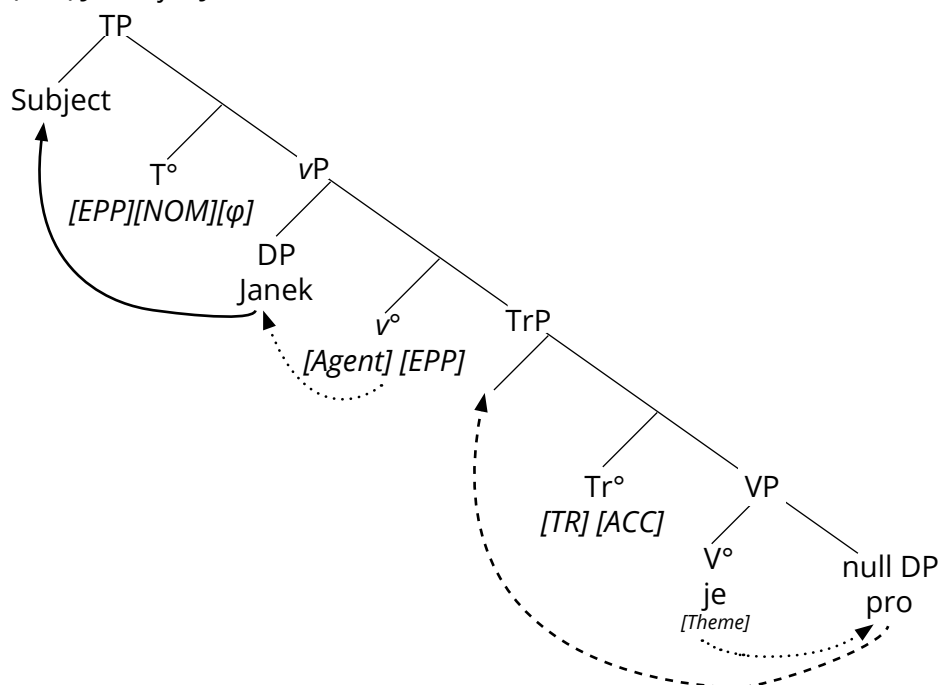 TP
Subject
T°
[EPP][NOM][φ]
vP
DP
Janek
v°
[Agent] [EPP]
TrP
Tr°
[TR] [ACC]
VP
V°
je
[Theme]
null DP
pro